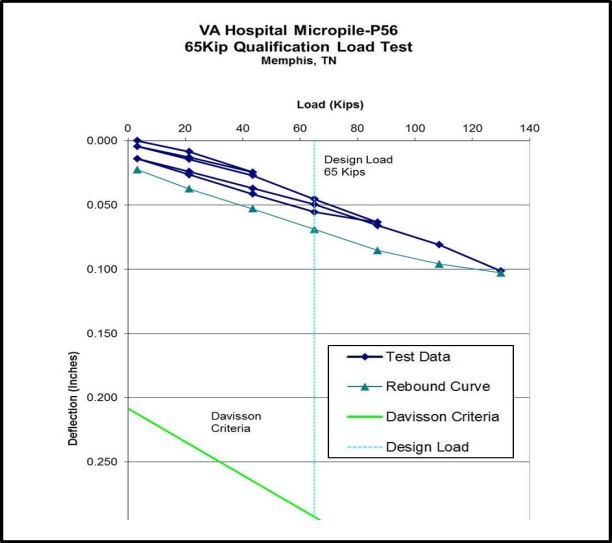 VA Hospital Micropile-P56
65Kip Qualification Load Test
Memphis, TN
Load (Kips)
0 20 40 60 80 100 120 140
0.000
0.050
0.100
0.150
0.200
0.250
Deflection (Inches)
Design Load
65 Kips
Davisson
Criteria
Test Data
Rebound Curve
Davisson Criteria
Design Load